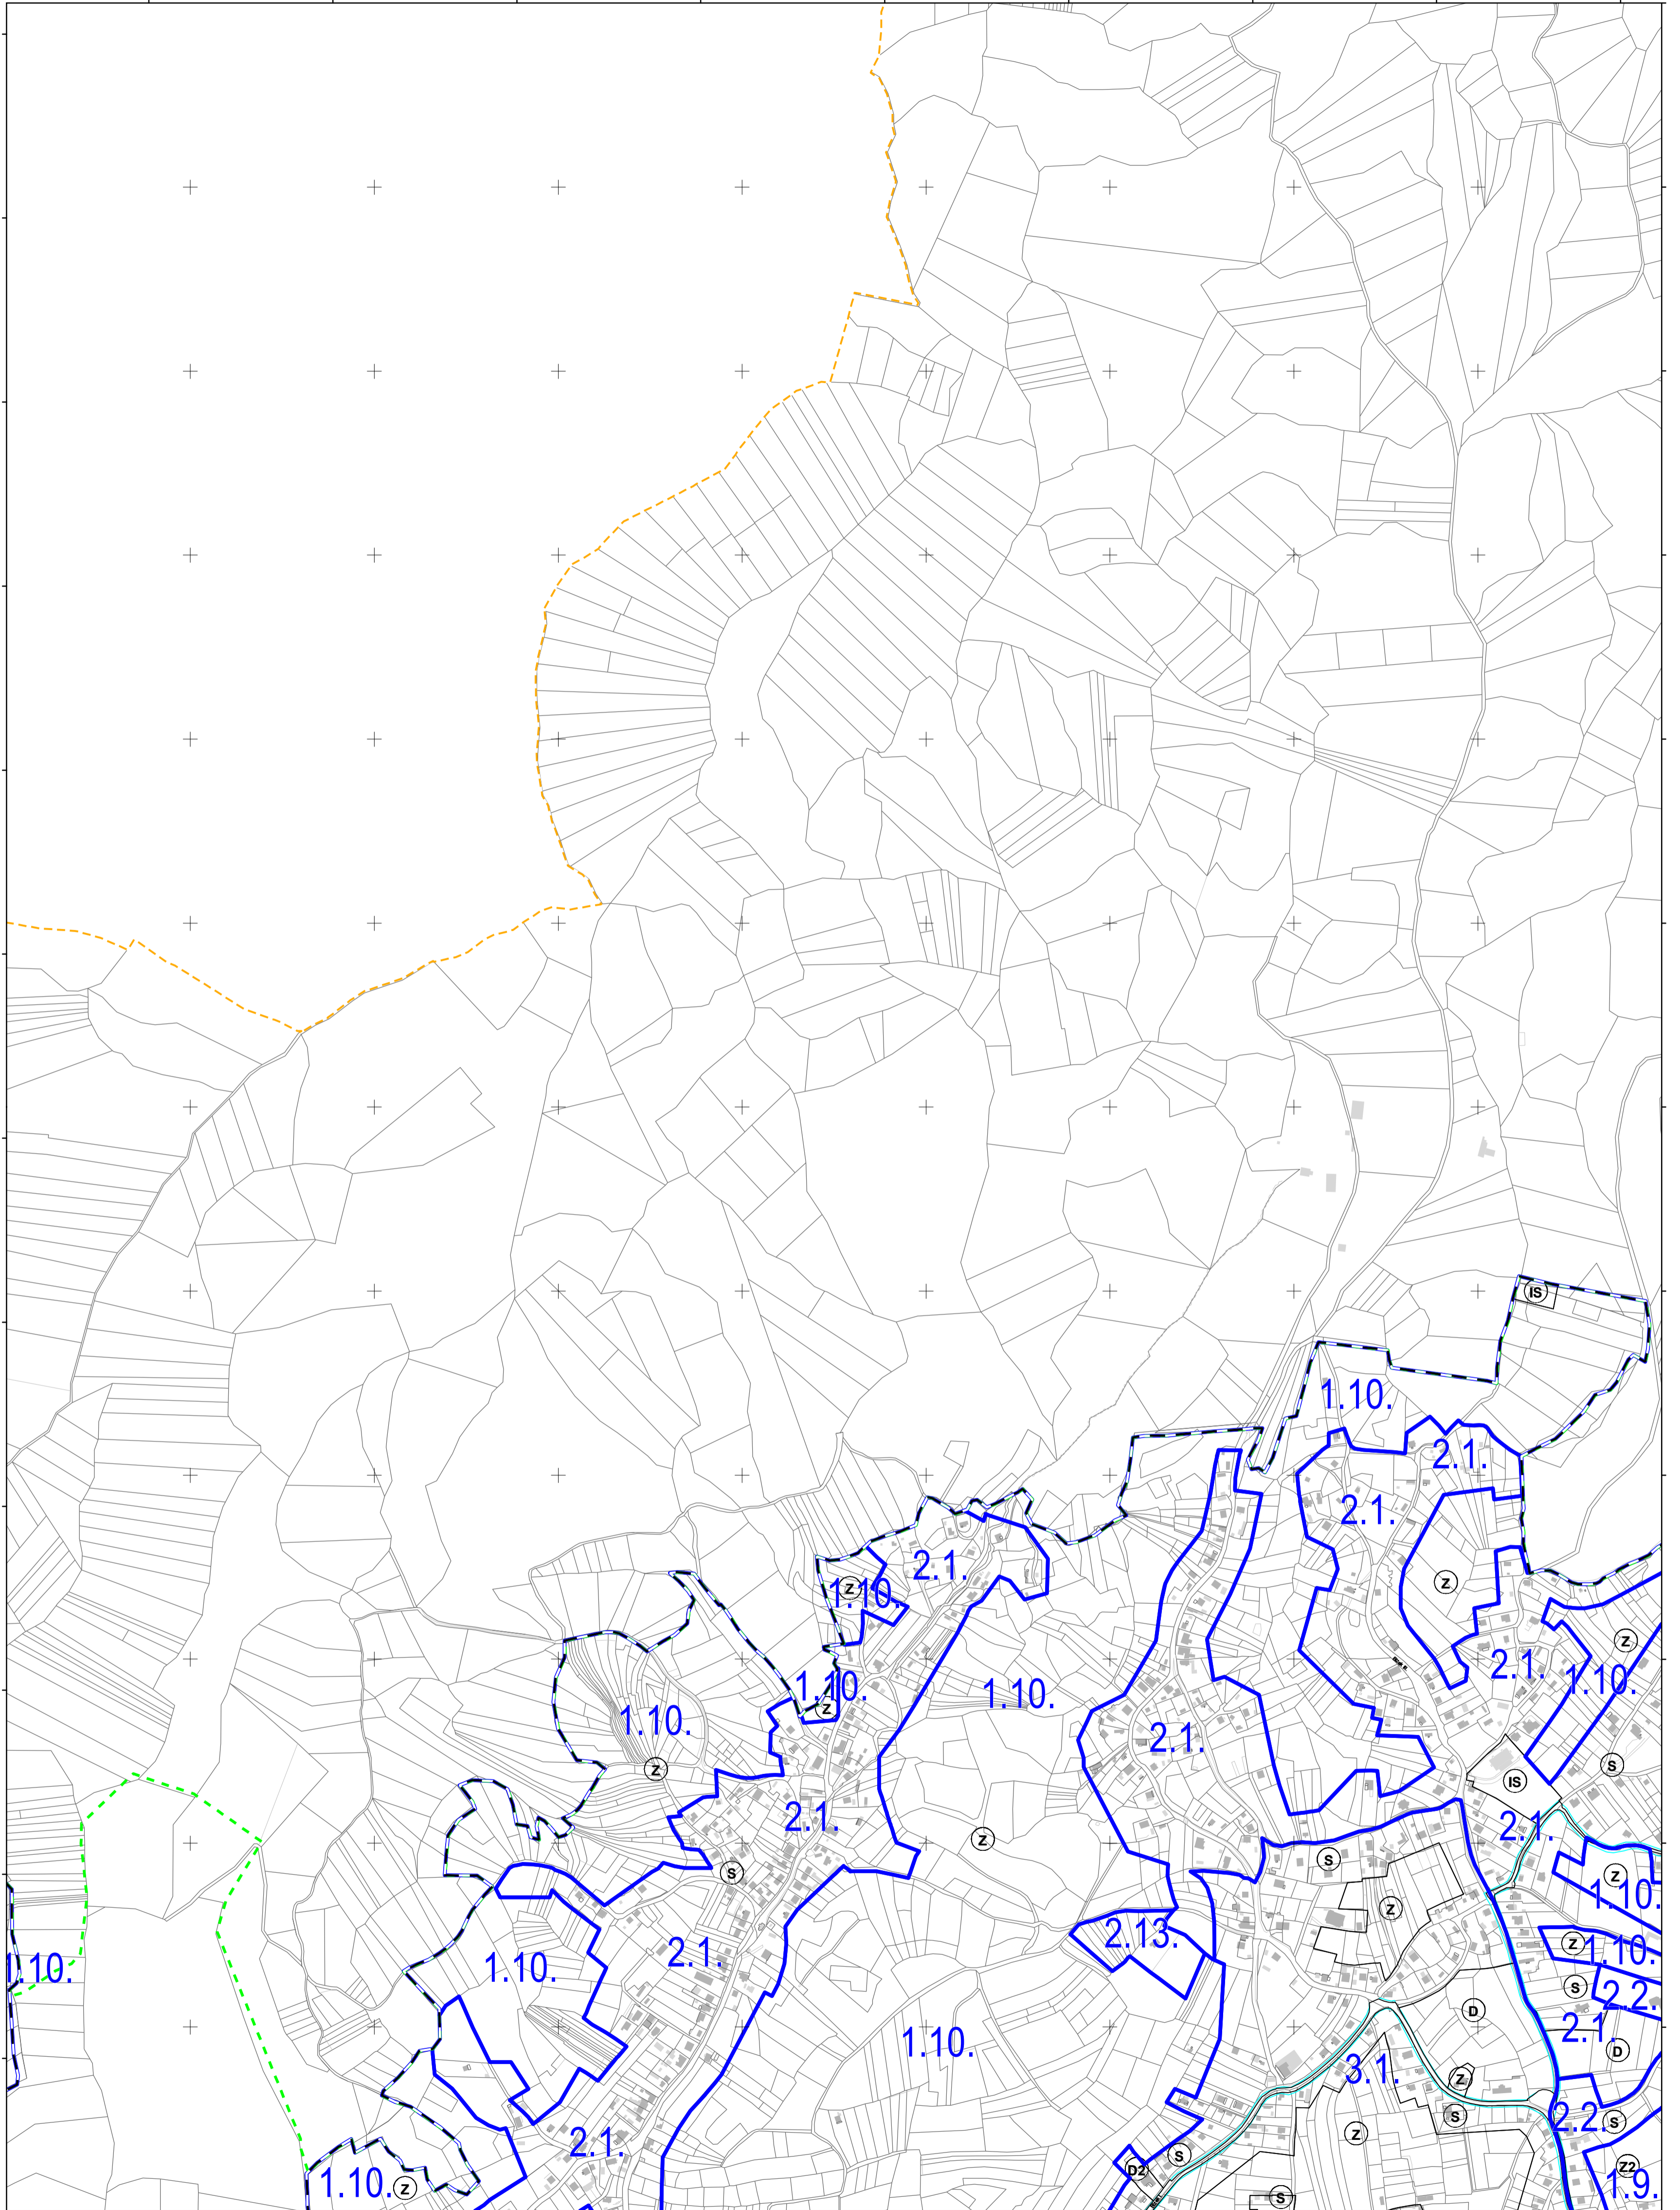 IS
1.10.
2.1.
2.1.
2.1.
Z
Z
1.10.
Z
2.1.
1.10.
1.10.
1.10.
Z
1.10.
2.1.
Z
S
IS
2.1.
2.1.
Z
S
S
Z
1.10.
Z
2.13.
Z
1.10.
2.1.
1.10.
1.10.
S
2.2.
D
2.1.
1.10.
D
3.1.
Z
S
2.2.
S
2.1.
Z
S
D2
Z2
1.10.
Z
S
1.9.